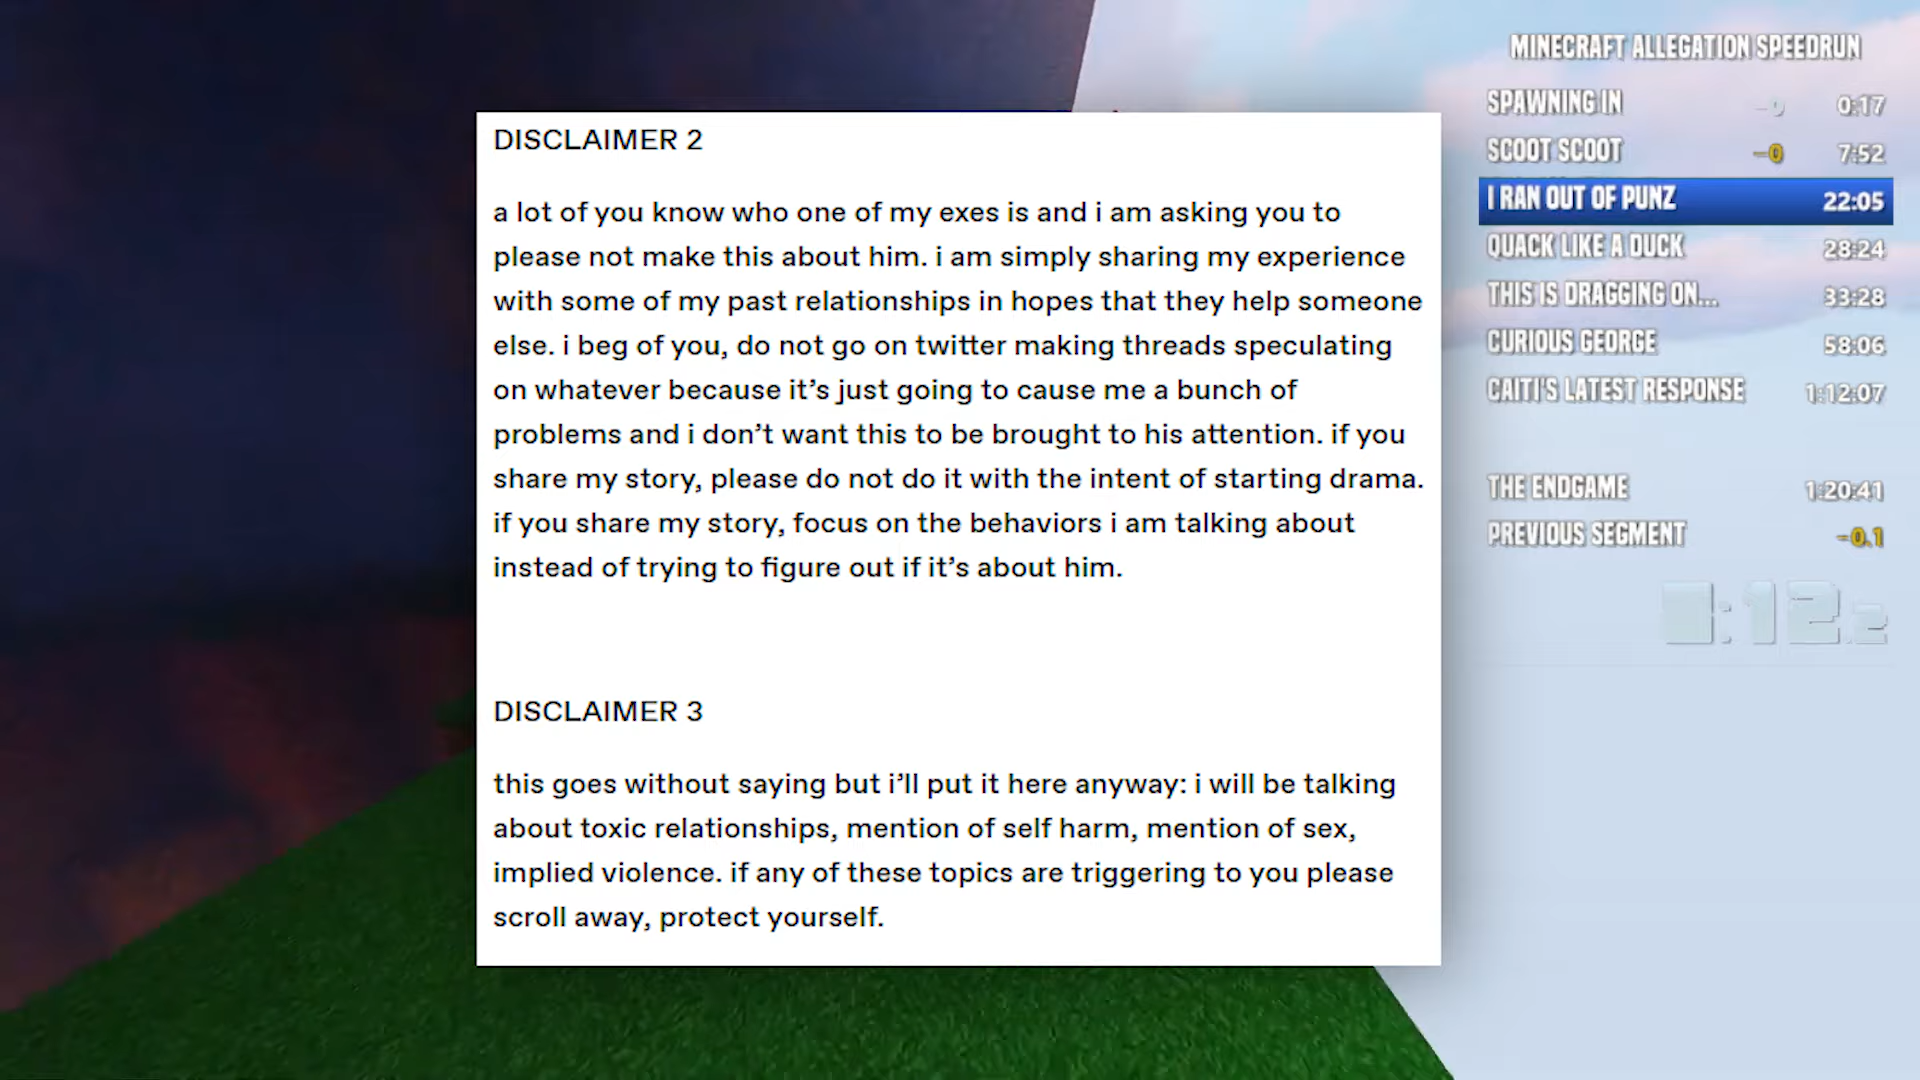 DISCLAIMER 2
a lot of you know who one of my exes is and i am asking you to
please not make this about him. i am simply sharing my experience
with some of my past relationships in hopes that they help someone
else. i beg of you, do not go on twitter making threads speculating
on whatever because it’s just going to cause me a bunch of
problems and i don’t want this to be brought to his attention. if you
share my story, please do not do it with the intent of starting drama.
if you share my story, focus on the behaviors i am talking about
instead of trying to figure out if it’s about him.
DISCLAIMER 3
this goes without saying but i’ll put it here anyway: i will be talking
about toxic relationships, mention of self harm, mention of sex,
implied violence. if any of these topics are triggering to you please
scroll away, protect yourself.
MINECRAFT ALLEGATION SPEEDRUN
SPAWNING IN -0 0:17
SCOOT SCOOT -0 7:52
I RAN OUT OF PUNZ 22:05
QUACK LIKE A DUCK 28:24
THIS IS DRAGGING ON... 33:28
CURIOUS GEORGE 58:06
CAITI'S LATEST RESPONSE 1:12:07
THE ENDGAME 1:20:41
PREVIOUS SEGMENT -0.1